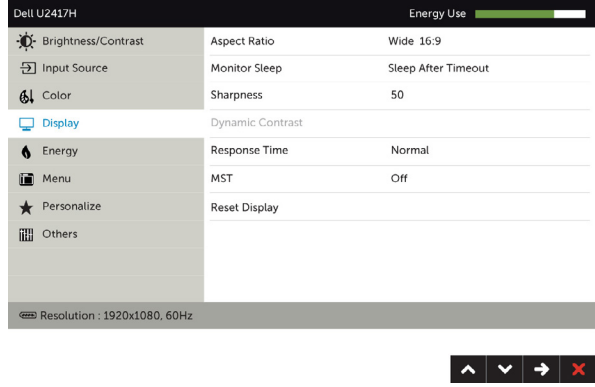 Dell U2417H Energy Use
Brightness/Contrast Aspect Ratio Wide 16:9
Input Source Monitor Sleep Sleep After Timeout
Color Sharpness 50
Display Dynamic Contrast
Energy Response Time Normal
Menu MST Off
Personalize Reset Display
Others
Resolution : 1920x1080, 60Hz